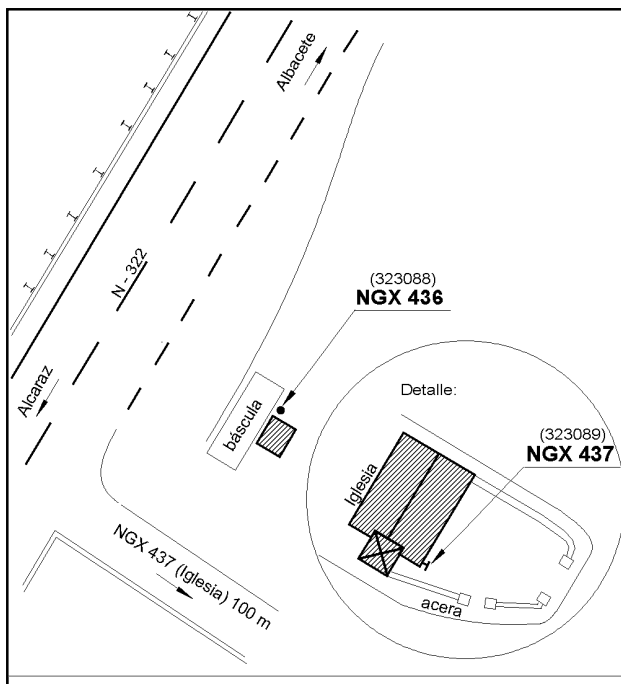 Albacete
N - 322
(323088)
NGX 436
Alcaraz
báscula
Detalle:
(323089)
NGX 437
Iglesia
acera
NGX 437 (Iglesia) 100 m